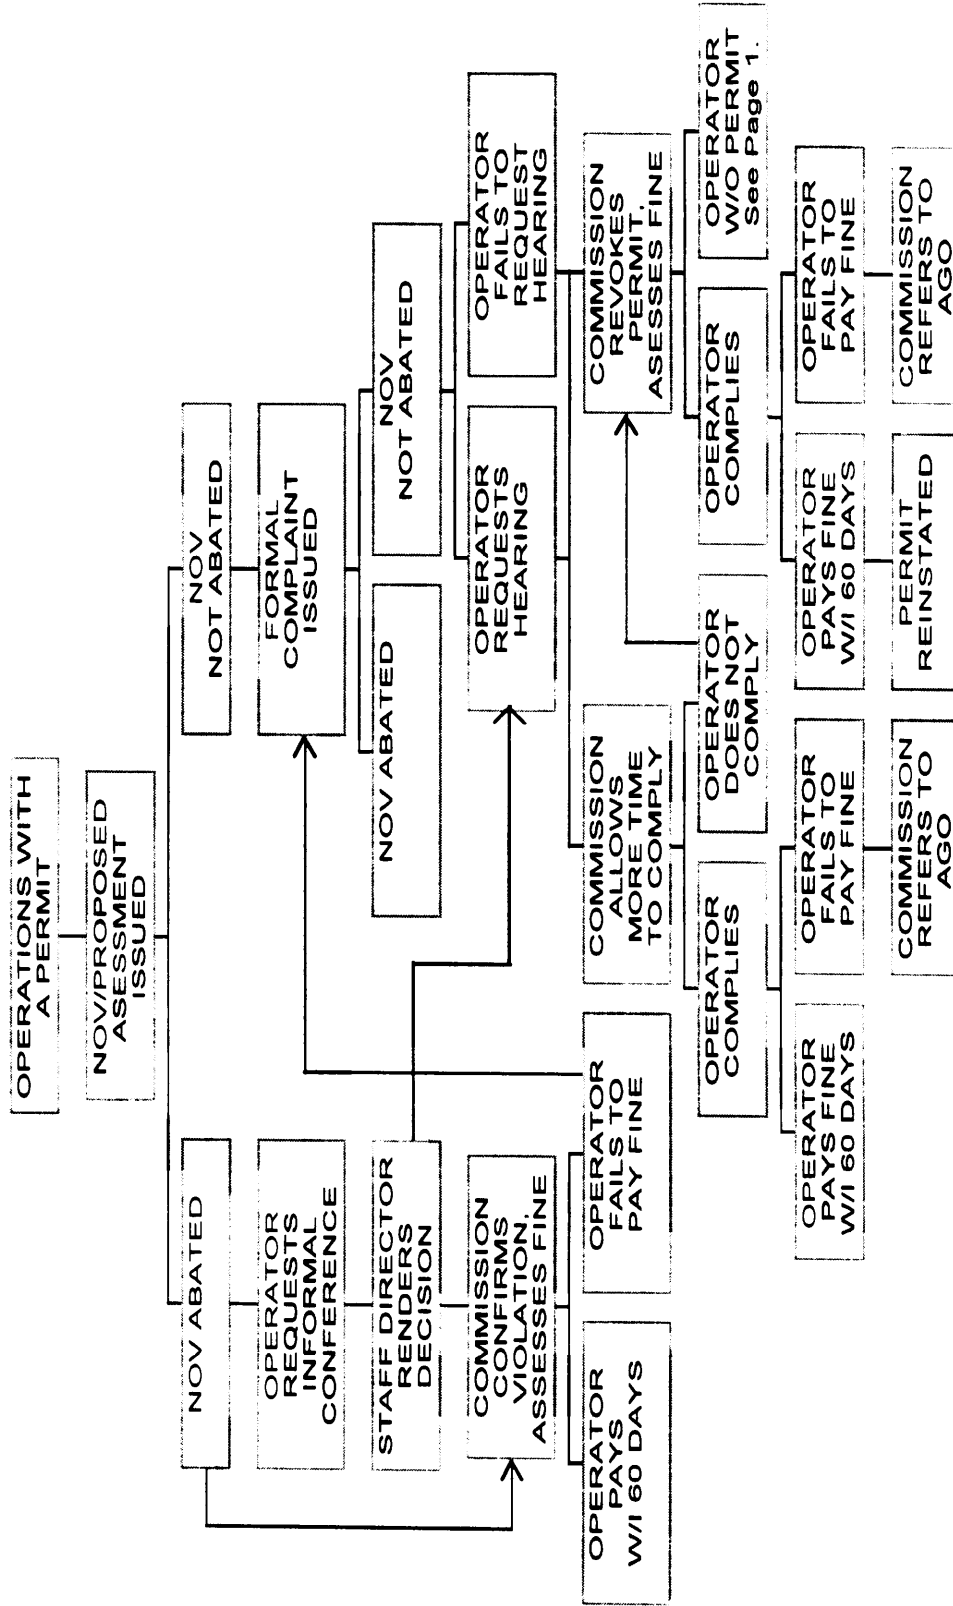 OPERATIONS WITH
A PERMIT
NOV/PROPOSED
ASESSMENT
ISSUED
NOV ABATED
NOV
NOT ABATED
OPERATOR
REQUESTS
INFORMAL
CONFERENCE
FORMAL
COMPLAINT
ISSUED
STAFF DIRECTOR
RENDERS
DECISION
NOV ABATED
NOV
NOT ABATED
COMMISSION
CONFIRMS
VIOLATION,
ASSESSES FINE
OPERATOR
REQUESTS
HEARING
OPERATOR
FAILS TO
REQUEST
HEARING
OPERATOR
PAYS
W/I 60 DAYS
OPERATOR
FAILS TO
PAY FINE
COMMISSION
ALLOWS
MORE TIME
TO COMPLY
COMMISSION
REVOKES
PERMIT,
ASESSES FINE
OPERATOR
COMPLIES
OPERATOR
DOES NOT
COMPLY
OPERATOR
COMPLIES
OPERATOR
W/O PERMIT
See Page 1.
OPERATOR
PAYS FINE
W/I 60 DAYS
OPERATOR
FAILS TO
PAY FINE
OPERATOR
PAYS FINE
W/I 60 DAYS
OPERATOR
FAILS TO
PAY FINE
COMMISSION
REFERS TO
AGO
PERMIT
REINSTATED
COMMISSION
REFERS TO
AGO